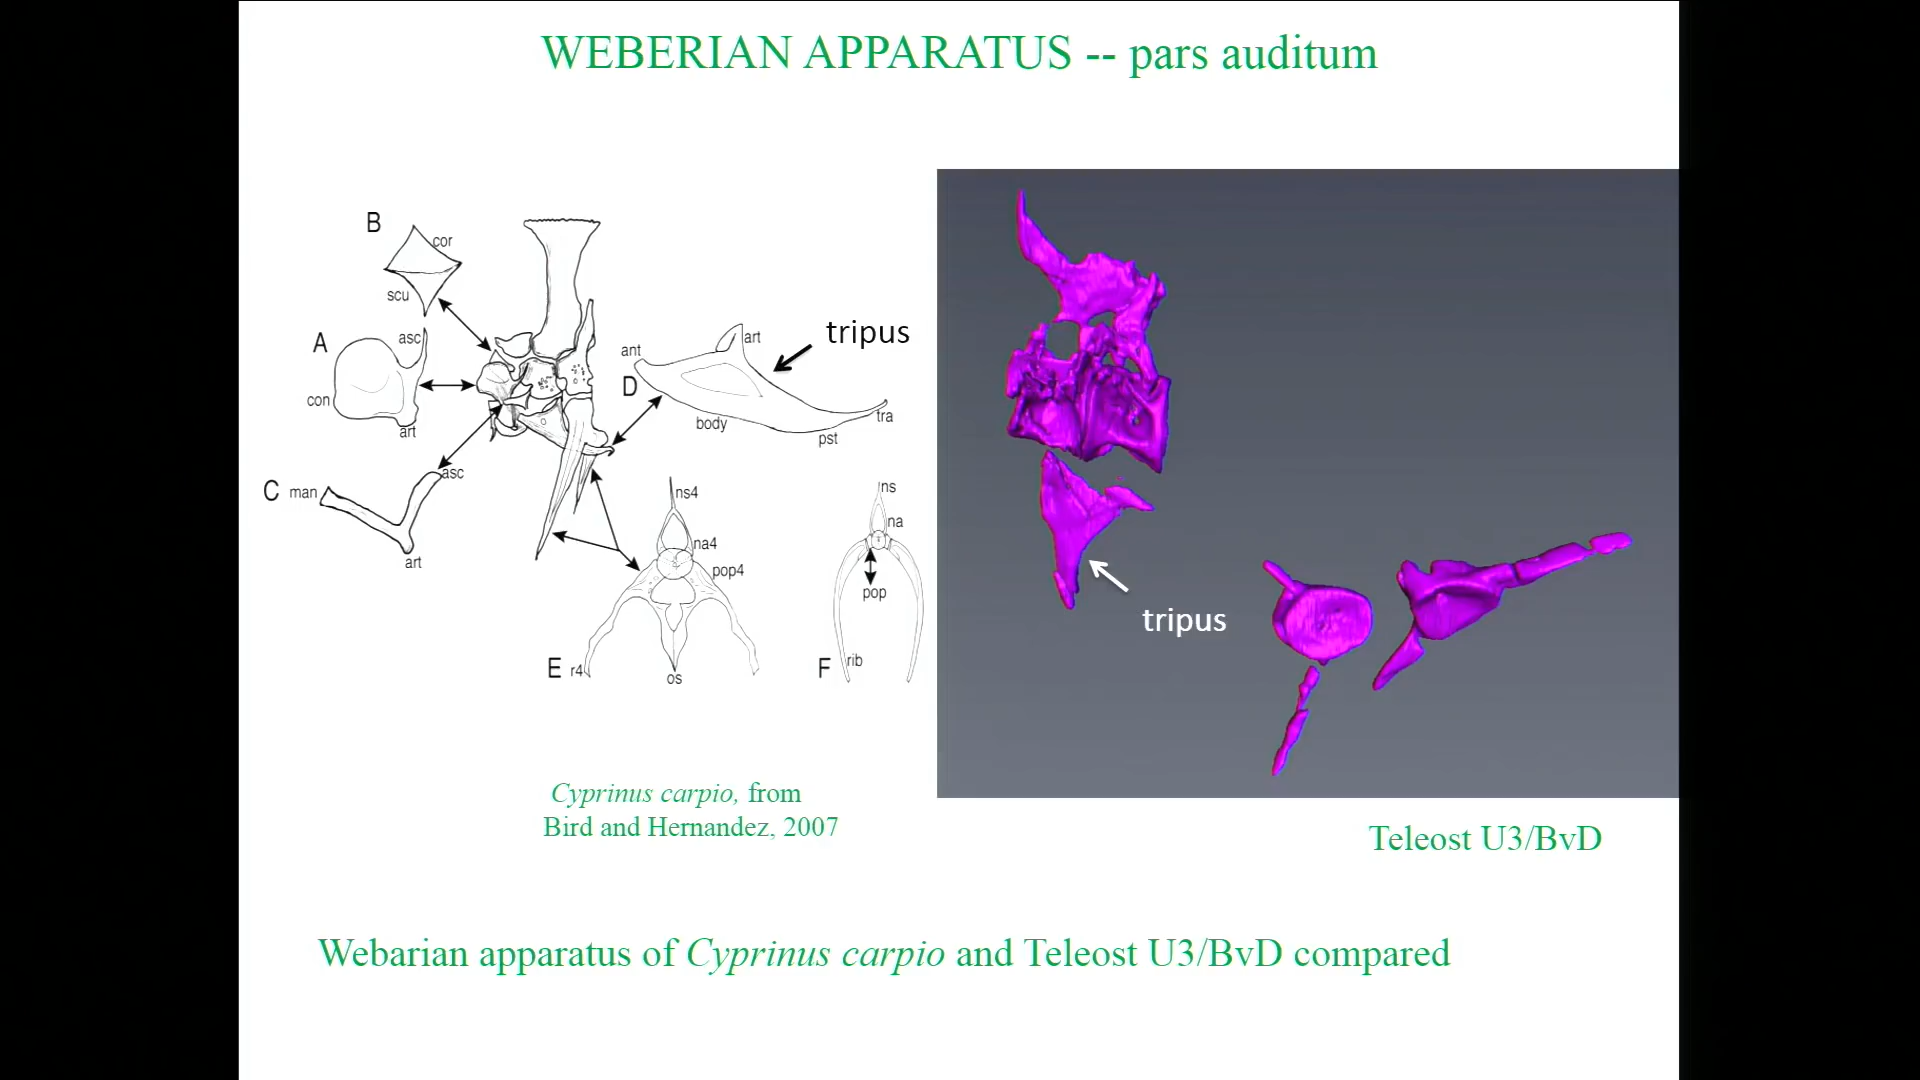 WEBERIAN APPARATUS -- pars auditum
B
cor
scu
A
asc
con
art
C
man
asc
art
ant
art
tripus
D
body
pst
tra
ns4
na4
pop4
E
r4
os
ns
na
pop
F
rib
tripus
Cyprinus carpio, from
Bird and Hernandez, 2007
Teleost U3/BvD
Webarian apparatus of Cyprinus carpio and Teleost U3/BvD compared